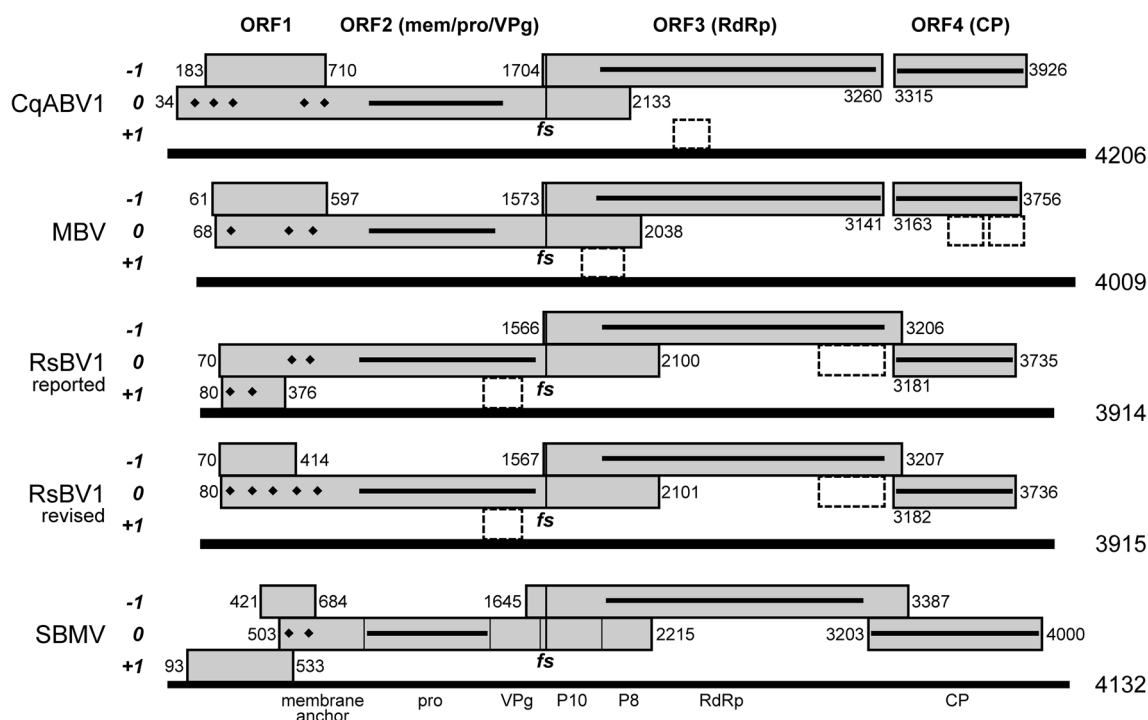 ORF1 ORF2 (mem/pro/VPg) ORF3 (RdRp) ORF4 (CP)
-1 183 710 1704 3926
CqABV1 0 34 2133 3260 3315
+1 fs
4206
-1 61 597 1573 3756
MBV 0 68 2038 3141 3163
+1 fs
4009
-1 1566 3206
RsBV1 0 70 2100 3735
reported 3181
+1 80 376 fs
3914
-1 70 414 1567 3207
RsBV1 0 80 2101 3736
revised 3182
+1 fs
3915
-1 421 684 1645 3387
SBMV 0 503 2215 3203 4000
+1 93 533 fs
4132
membrane pro VPg P10 P8 RdRp CP
anchor